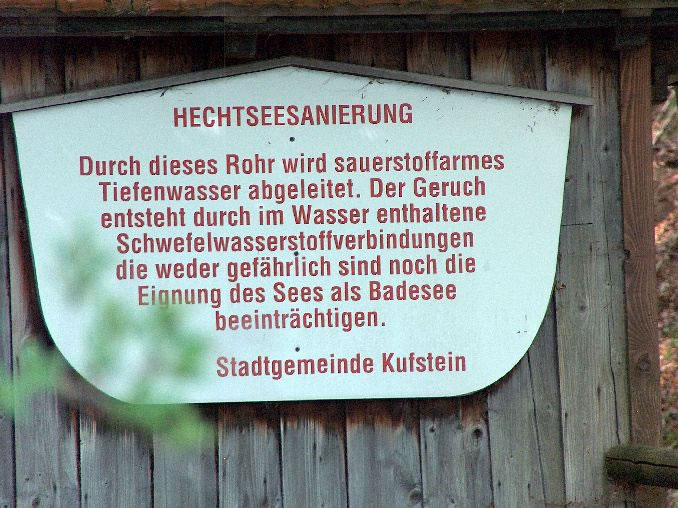 HECHTSEESANIERUNG
Durch dieses Rohr wird sauerstoffarmes
Tiefenwasser abgeleitet. Der Geruch
entsteht durch im Wasser enthaltene
Schwefelwasserstoffverbindungen
die weder gefährlich sind noch die
Eignung des Sees als Badesee
beeinträchtigen.
Stadtgemeinde Kufstein